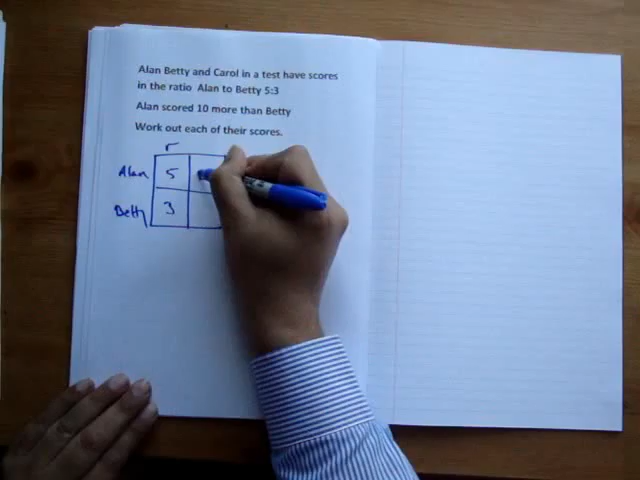 Alan Betty and Carol in a test have scores
in the ratio Alan to Betty 5:3
Alan scored 10 more than Betty
Work out each of their scores.
r
Alan 5
Betty 3